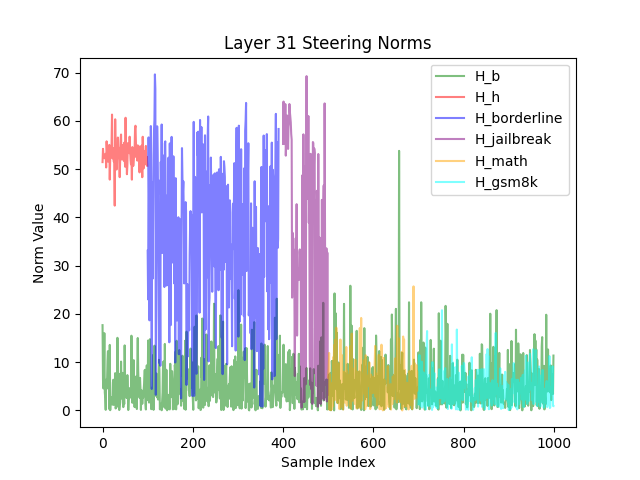 Layer 31 Steering Norms
Norm Value
70
60
50
40
30
20
10
0
H_b
H_h
H_borderline
H_jailbreak
H_math
H_gsm8k
0 200 400 600 800 1000
Sample Index